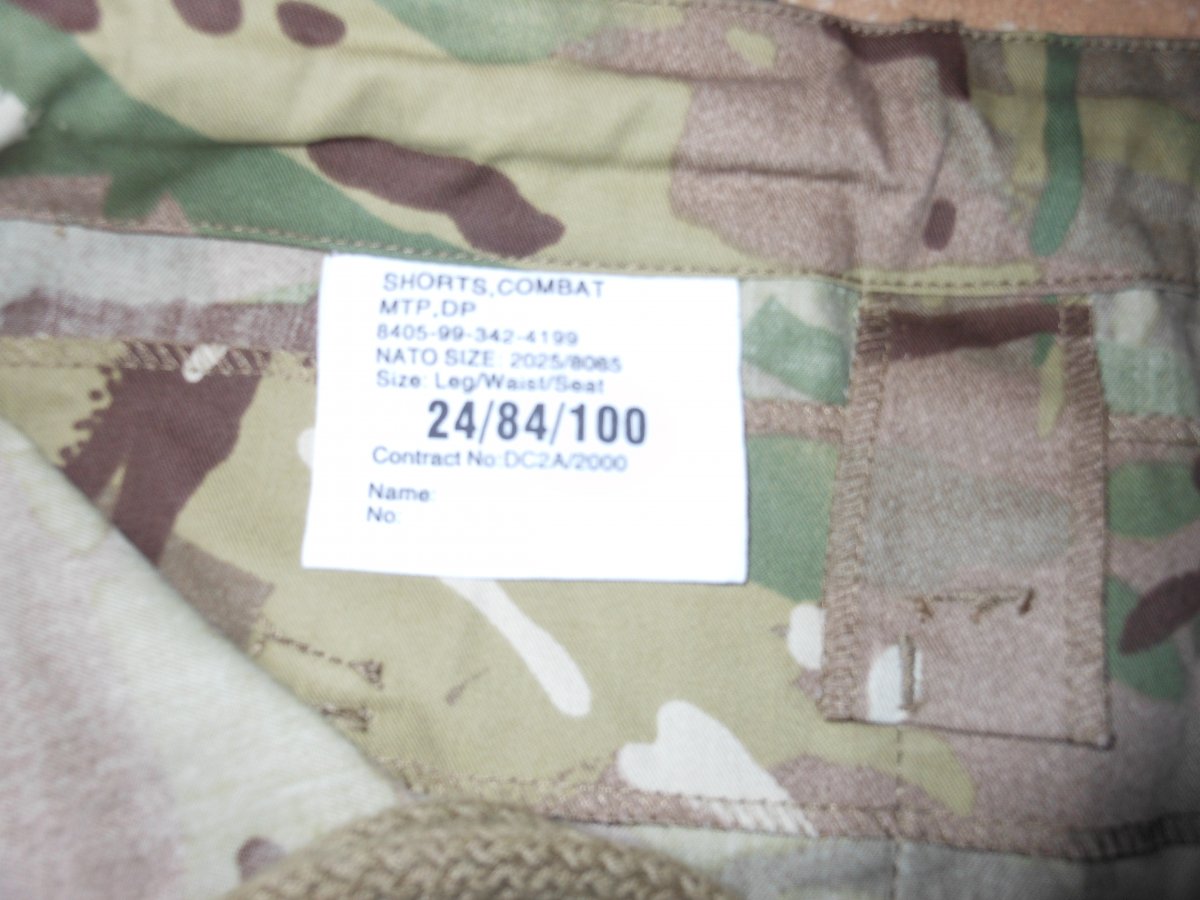 SHORTS,COMBAT
MTP,DP
8405-99-342-4199
NATO SIZE: 2025/8085
Size: Leg/Waist/Seat
24/84/100
Contract No:DC2A/2000
Name:
No: